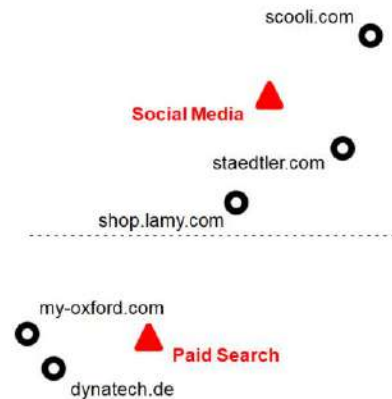 scooli.com
Social Media
staedtler.com
shop.lamy.com
my-oxford.com
Paid Search
dynatech.de